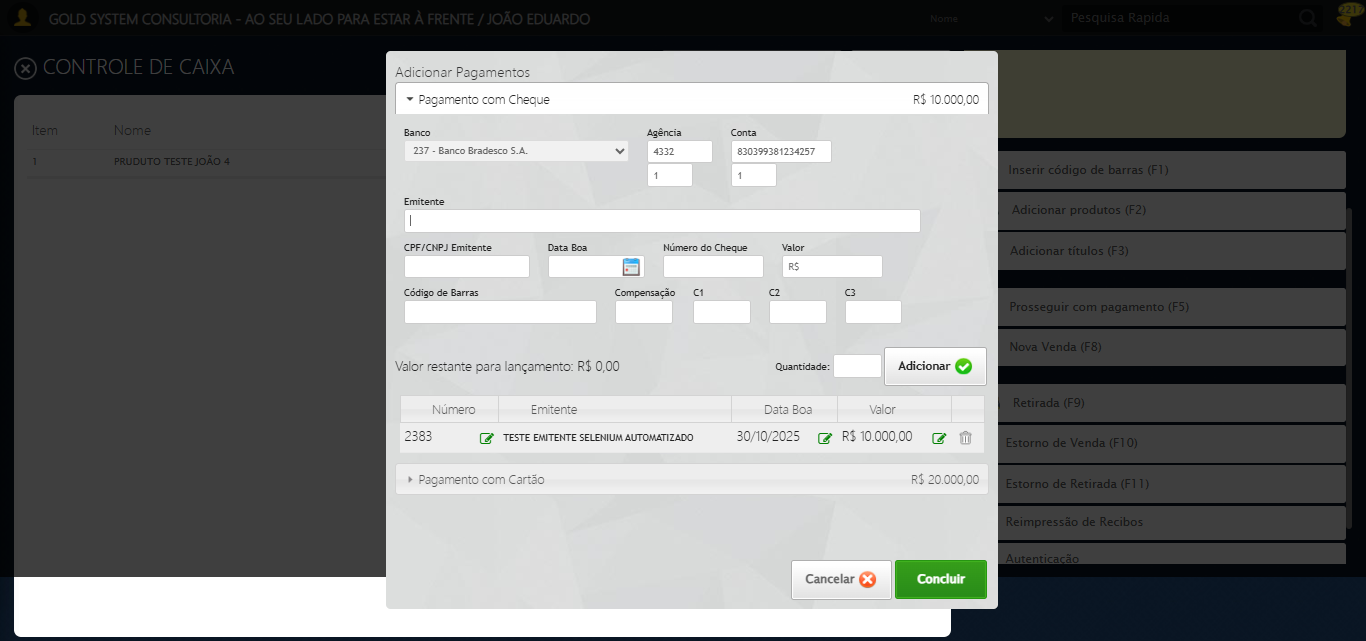 GOLD SYSTEM CONSULTORIA - AO SEU LADO PARA ESTAR À FRENTE / JOÃO EDUARDO
Nome
Pesquisa Rapida
2212
CONTROLE DE CAIXA
Item Nome
1 PRUDUTO TESTE JOÃO 4
Adicionar Pagamentos
Pagamento com Cheque R$ 10.000,00
Banco Agência Conta
237 - Banco Bradesco S.A. 4332 830399381234257
1 1
Emitente
CPF/CNPJ Emitente Data Boa Número do Cheque Valor
R$
Código de Barras Compensação C1 C2 C3
Valor restante para lançamento: R$ 0,00 Quantidade: Adicionar
Número Emitente Data Boa Valor
2383 TESTE EMITENTE SELENIUM AUTOMATIZADO 30/10/2025 R$ 10.000,00
Pagamento com Cartão R$ 20.000,00
Cancelar Concluir
Inserir código de barras (F1)
Adicionar produtos (F2)
Adicionar títulos (F3)
Prosseguir com pagamento (F5)
Nova Venda (F8)
Retirada (F9)
Estorno de Venda (F10)
Estorno de Retirada (F11)
Reimpressão de Recibos
Autenticação